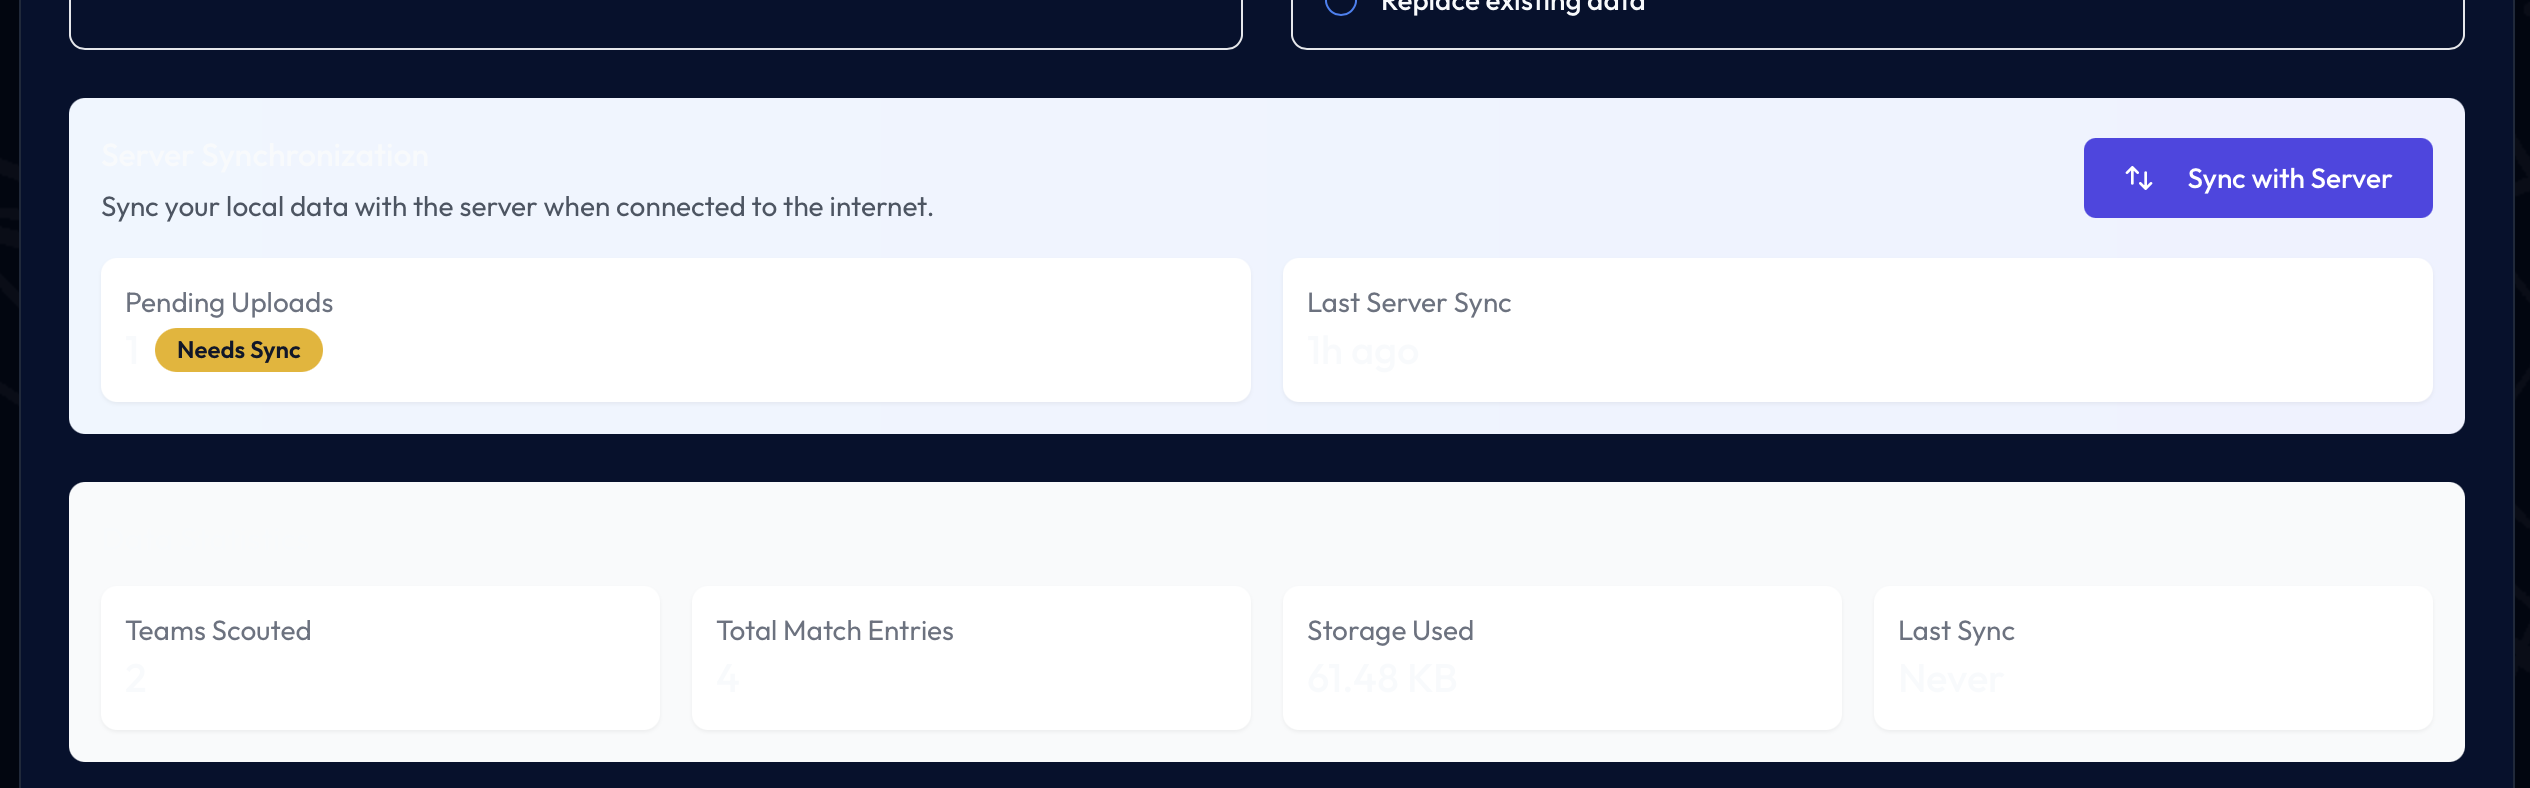 Replace existing data
Server Synchronization
Sync your local data with the server when connected to the internet.
Sync with Server
Pending Uploads
1 Needs Sync
Last Server Sync
1h ago
Teams Scouted
2
Total Match Entries
4
Storage Used
61.48 KB
Last Sync
Never